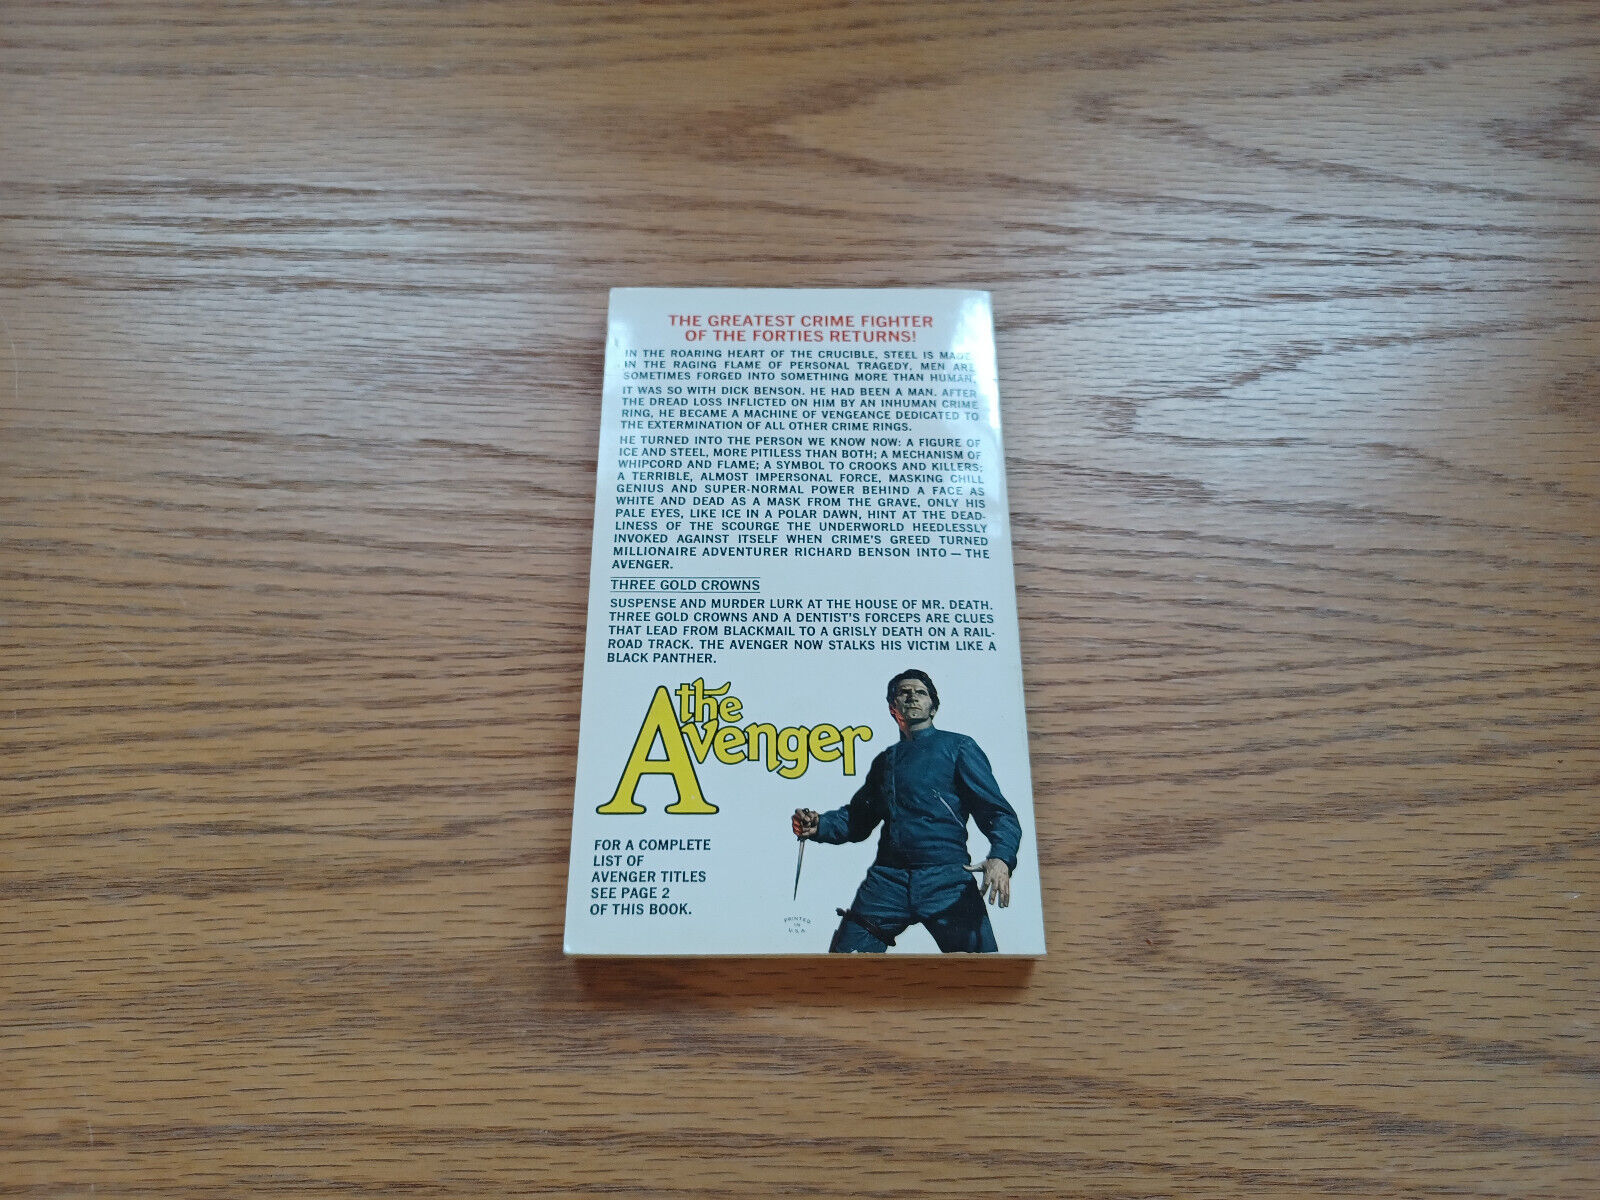 THE GREATEST CRIME FIGHTER
OF THE FORTIES RETURNS!
IN THE ROARING HEART OF THE CRUCIBLE, STEEL IS MADE.
IN THE RAGING FLAME OF PERSONAL TRAGEDY, MEN ARE
SOMETIMES FORGED INTO SOMETHING MORE THAN HUMAN.
IT WAS SO WITH DICK BENSON. HE HAD BEEN A MAN. AFTER
THE DREAD LOSS INFLICTED ON HIM BY AN INHUMAN CRIME
RING, HE BECAME A MACHINE OF VENGEANCE DEDICATED TO
THE EXTERMINATION OF ALL OTHER CRIME RINGS.
HE TURNED INTO THE PERSON WE KNOW NOW: A FIGURE OF
ICE AND STEEL, MORE PITILESS THAN BOTH; A MECHANISM OF
WHIPCORD AND FLAME; A SYMBOL TO CROOKS AND KILLERS;
A TERRIBLE, ALMOST IMPERSONAL FORCE, MASKING CHILL
GENIUS AND SUPER-NORMAL POWER BEHIND A FACE AS
WHITE AND DEAD AS A MASK FROM THE GRAVE, ONLY HIS
PALE EYES, LIKE ICE IN A POLAR DAWN, HINT AT THE DEAD-
LINESS OF THE SCOURGE THE UNDERWORLD HEEDLESSLY
INVOKED AGAINST ITSELF WHEN CRIME'S GREED TURNED
MILLIONAIRE ADVENTURER RICHARD BENSON INTO — THE
AVENGER.
THREE GOLD CROWNS
SUSPENSE AND MURDER LURK AT THE HOUSE OF MR. DEATH.
THREE GOLD CROWNS AND A DENTIST'S FORCEPS ARE CLUES
THAT LEAD FROM BLACKMAIL TO A GRISLY DEATH ON A RAIL-
ROAD TRACK. THE AVENGER NOW STALKS HIS VICTIM LIKE A
BLACK PANTHER.
the
Avenger
FOR A COMPLETE
LIST OF
AVENGER TITLES
SEE PAGE 2
OF THIS BOOK.
PRINTED
IN
U.S.A.